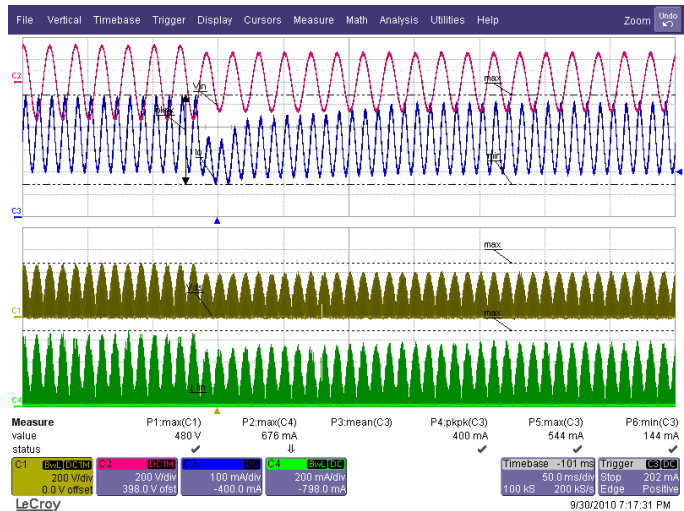 File Vertical Timebase Trigger Display Cursors Measure Math Analysis Utilities Help Zoom Undo
C2
Vin
max
pkpk
Io
min
C3
max
Vds
C1
max
I_in
C4
Measure P1:max(C1) P2:max(C4) P3:mean(C3) P4:pkpk(C3) P5:max(C3) P6:min(C3)
value 480 V 676 mA 400 mA 544 mA 144 mA
status
C1 BwL DC1M
200 V/div
0.0 V offset
C2 DC1M
200 V/div
398.0 V ofst
DC
100 mA/div
-400.0 mA
C4 BwL DC
200 mA/div
-798.0 mA
Timebase -101 ms
50.0 ms/div
100 kS 200 kS/s
Trigger C3 DC
Stop 202 mA
Edge Positive
LeCroy
9/30/2010 7:17:31 PM